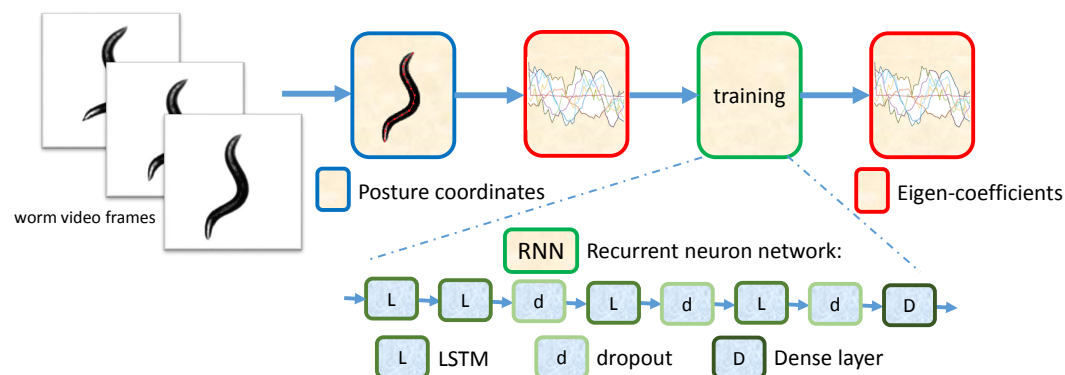 training
Posture coordinates
Eigen-coefficients
worm video frames
RNN Recurrent neuron network:
L L d L d L d D
L LSTM d dropout D Dense layer